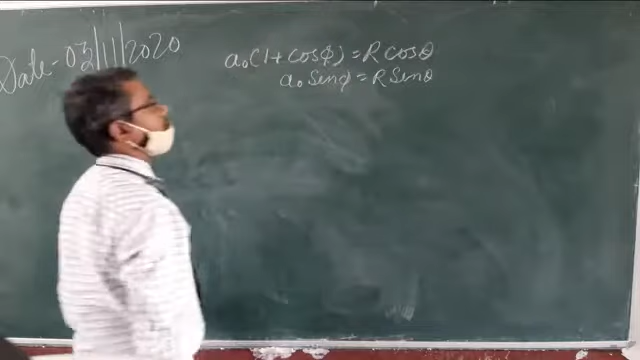 Date - 03/11/2020
a₀(1 + cosϕ) = R cosθ
a₀ Sinϕ = R Sinθ